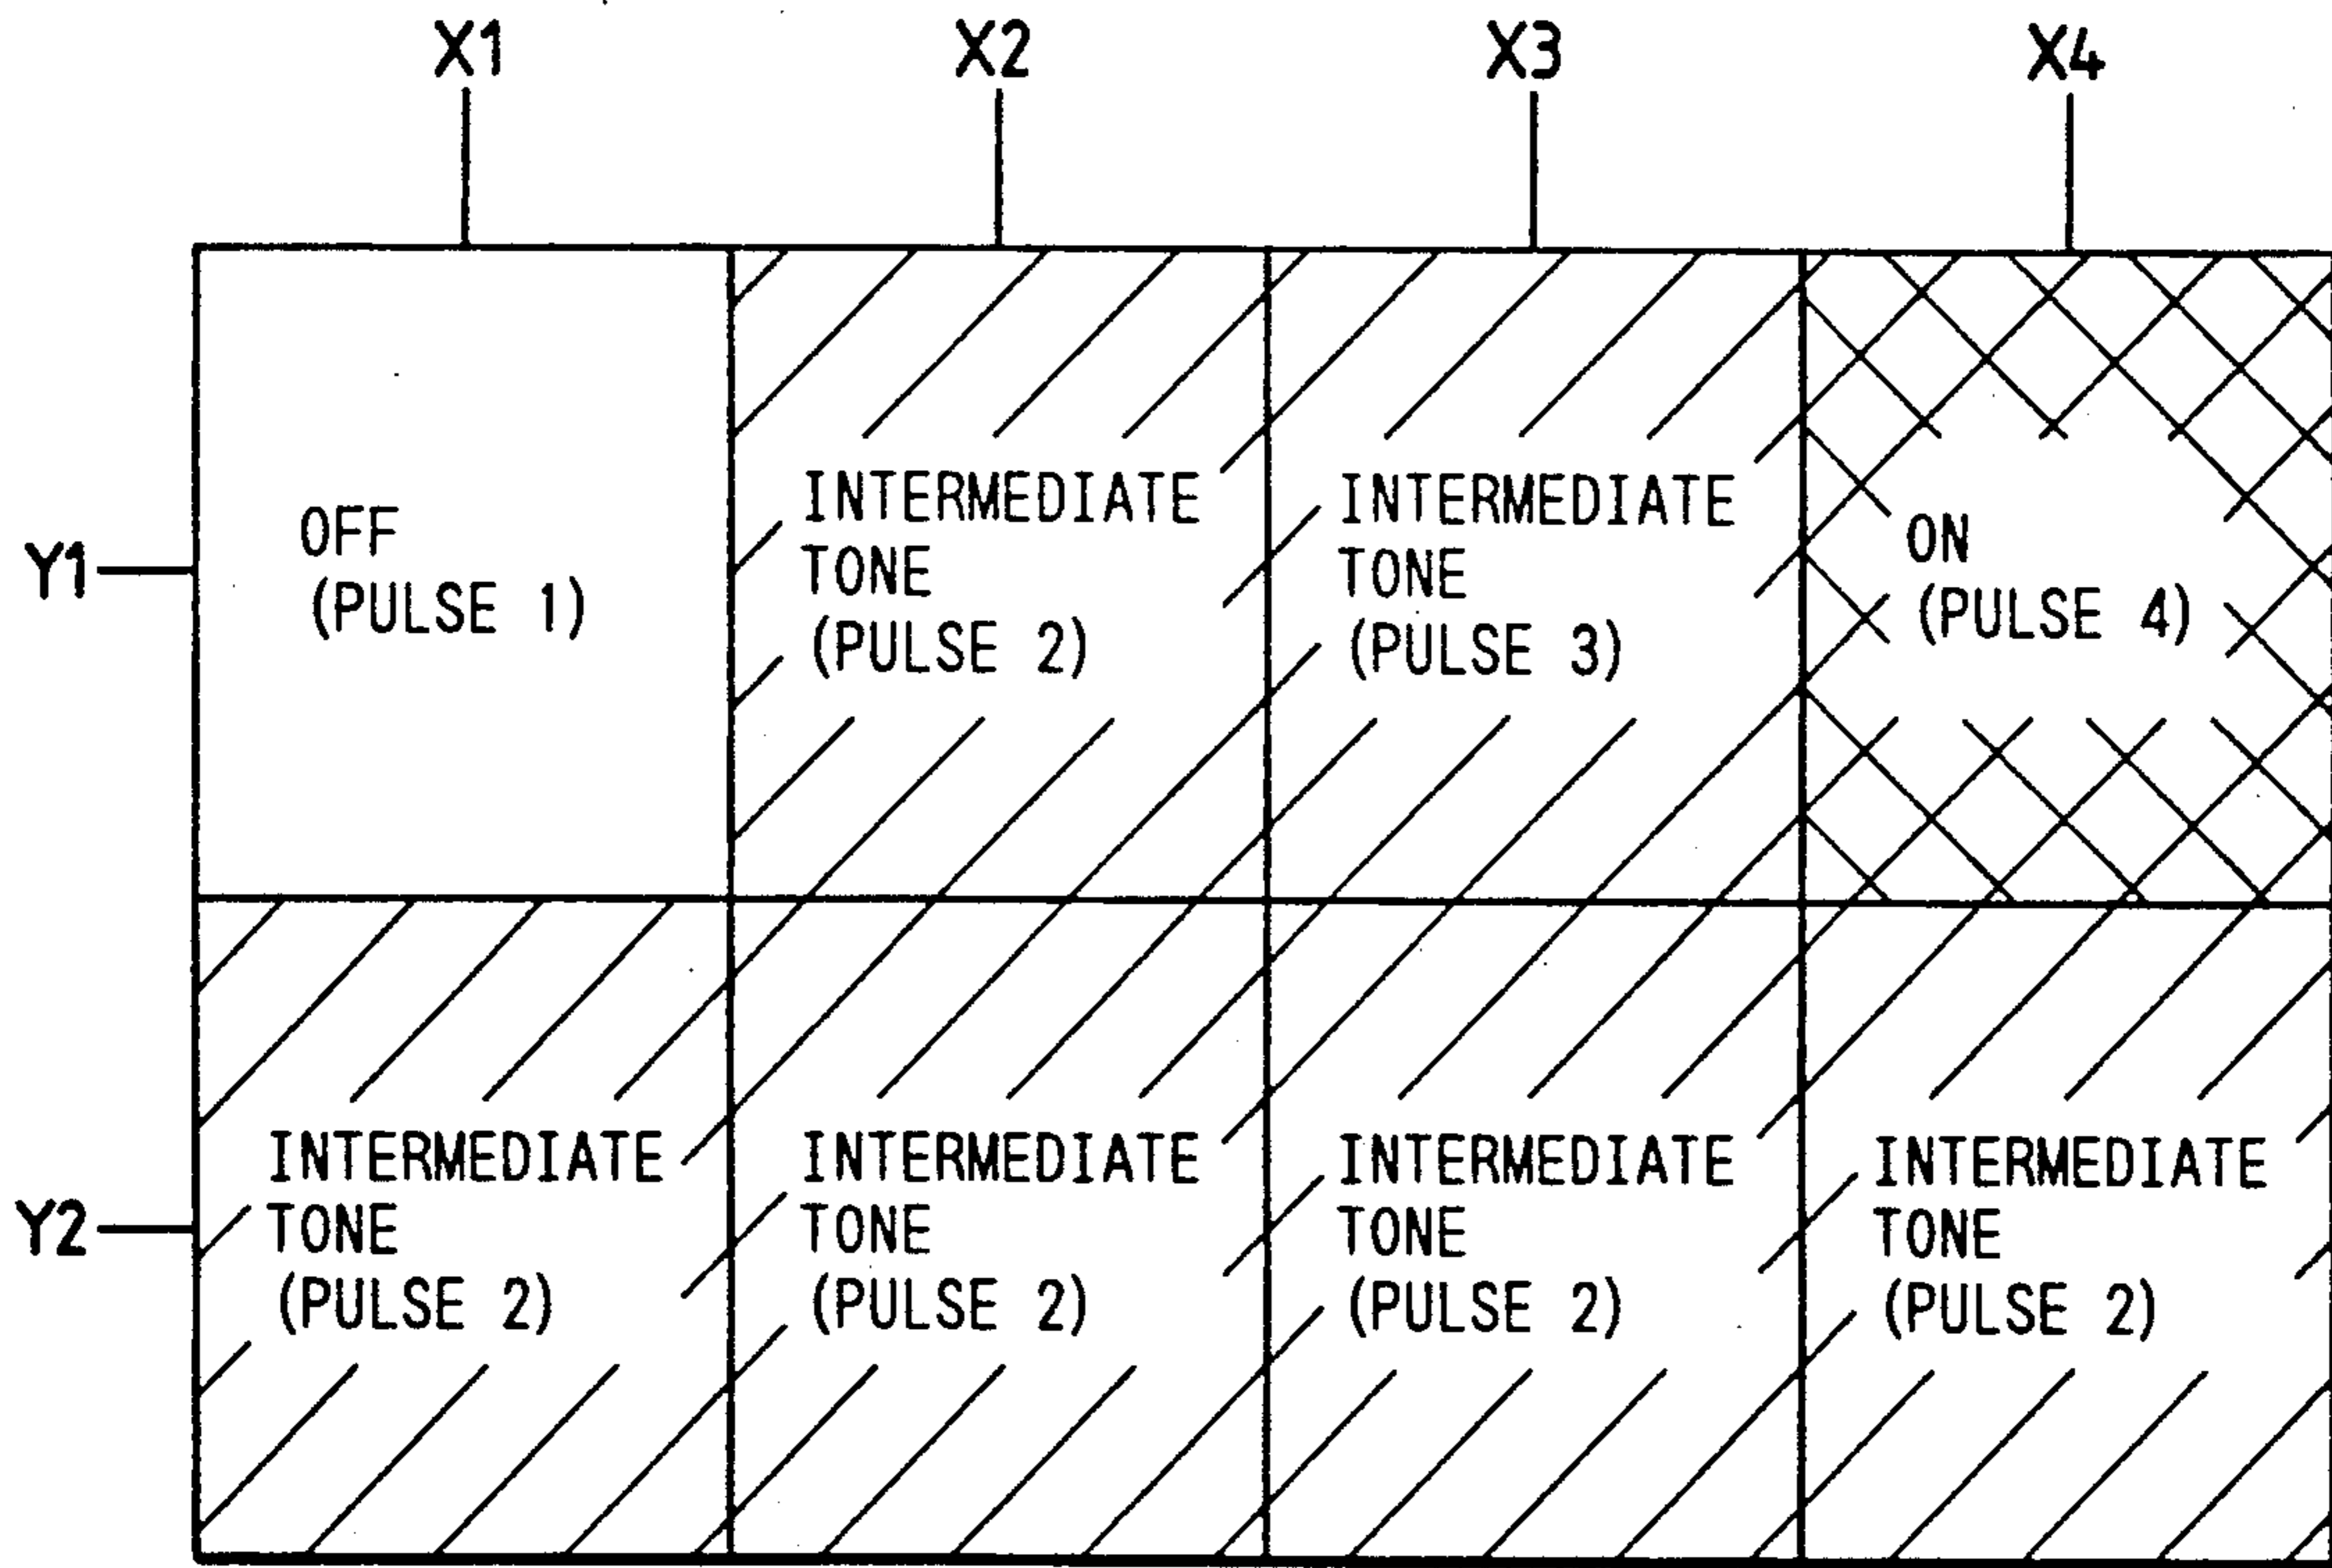 X1
X2
X3
X4
Y1
OFF
(PULSE 1)
INTERMEDIATE
TONE
(PULSE 2)
INTERMEDIATE
TONE
(PULSE 3)
ON
(PULSE 4)
Y2
INTERMEDIATE
TONE
(PULSE 2)
INTERMEDIATE
TONE
(PULSE 2)
INTERMEDIATE
TONE
(PULSE 2)
INTERMEDIATE
TONE
(PULSE 2)